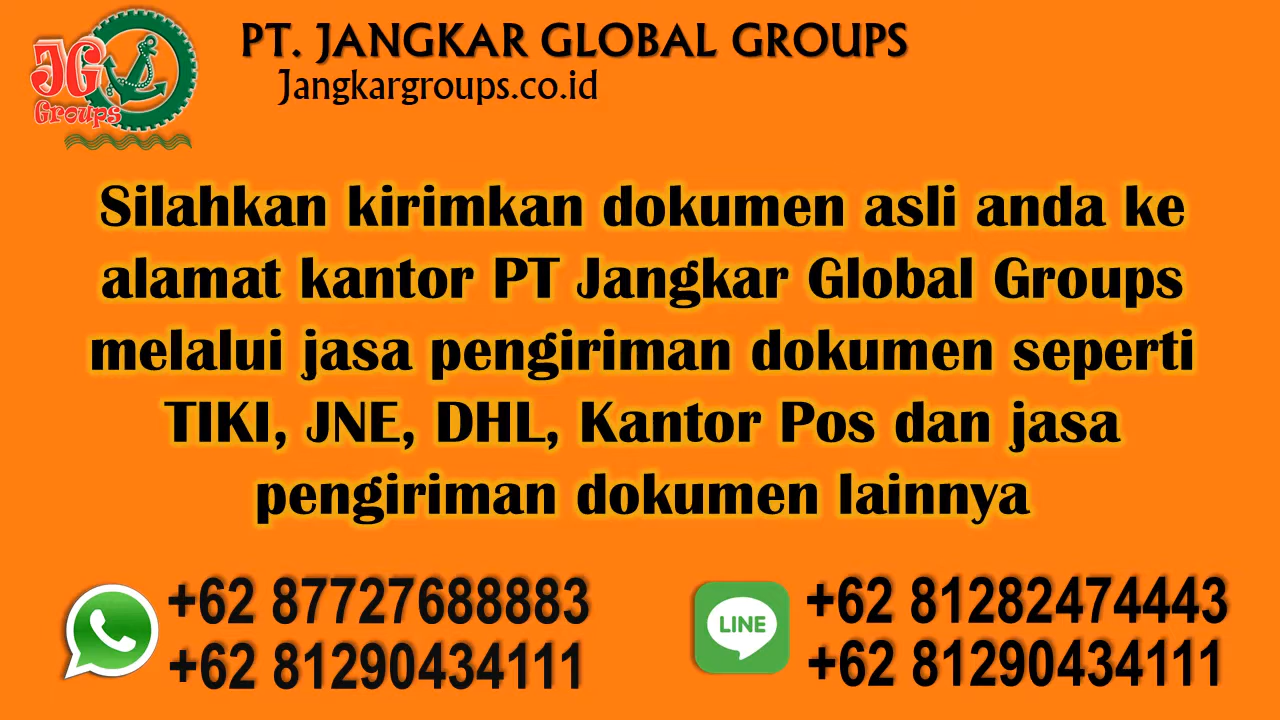 PT. JANGKAR GLOBAL GROUPS
Jangkargroups.co.id
JG
Groups
Silahkan kirimkan dokumen asli anda ke
alamat kantor PT Jangkar Global Groups
melalui jasa pengiriman dokumen seperti
TIKI, JNE, DHL, Kantor Pos dan jasa
pengiriman dokumen lainnya
+62 87727688883
+62 81290434111
LINE
+62 81282474443
+62 81290434111